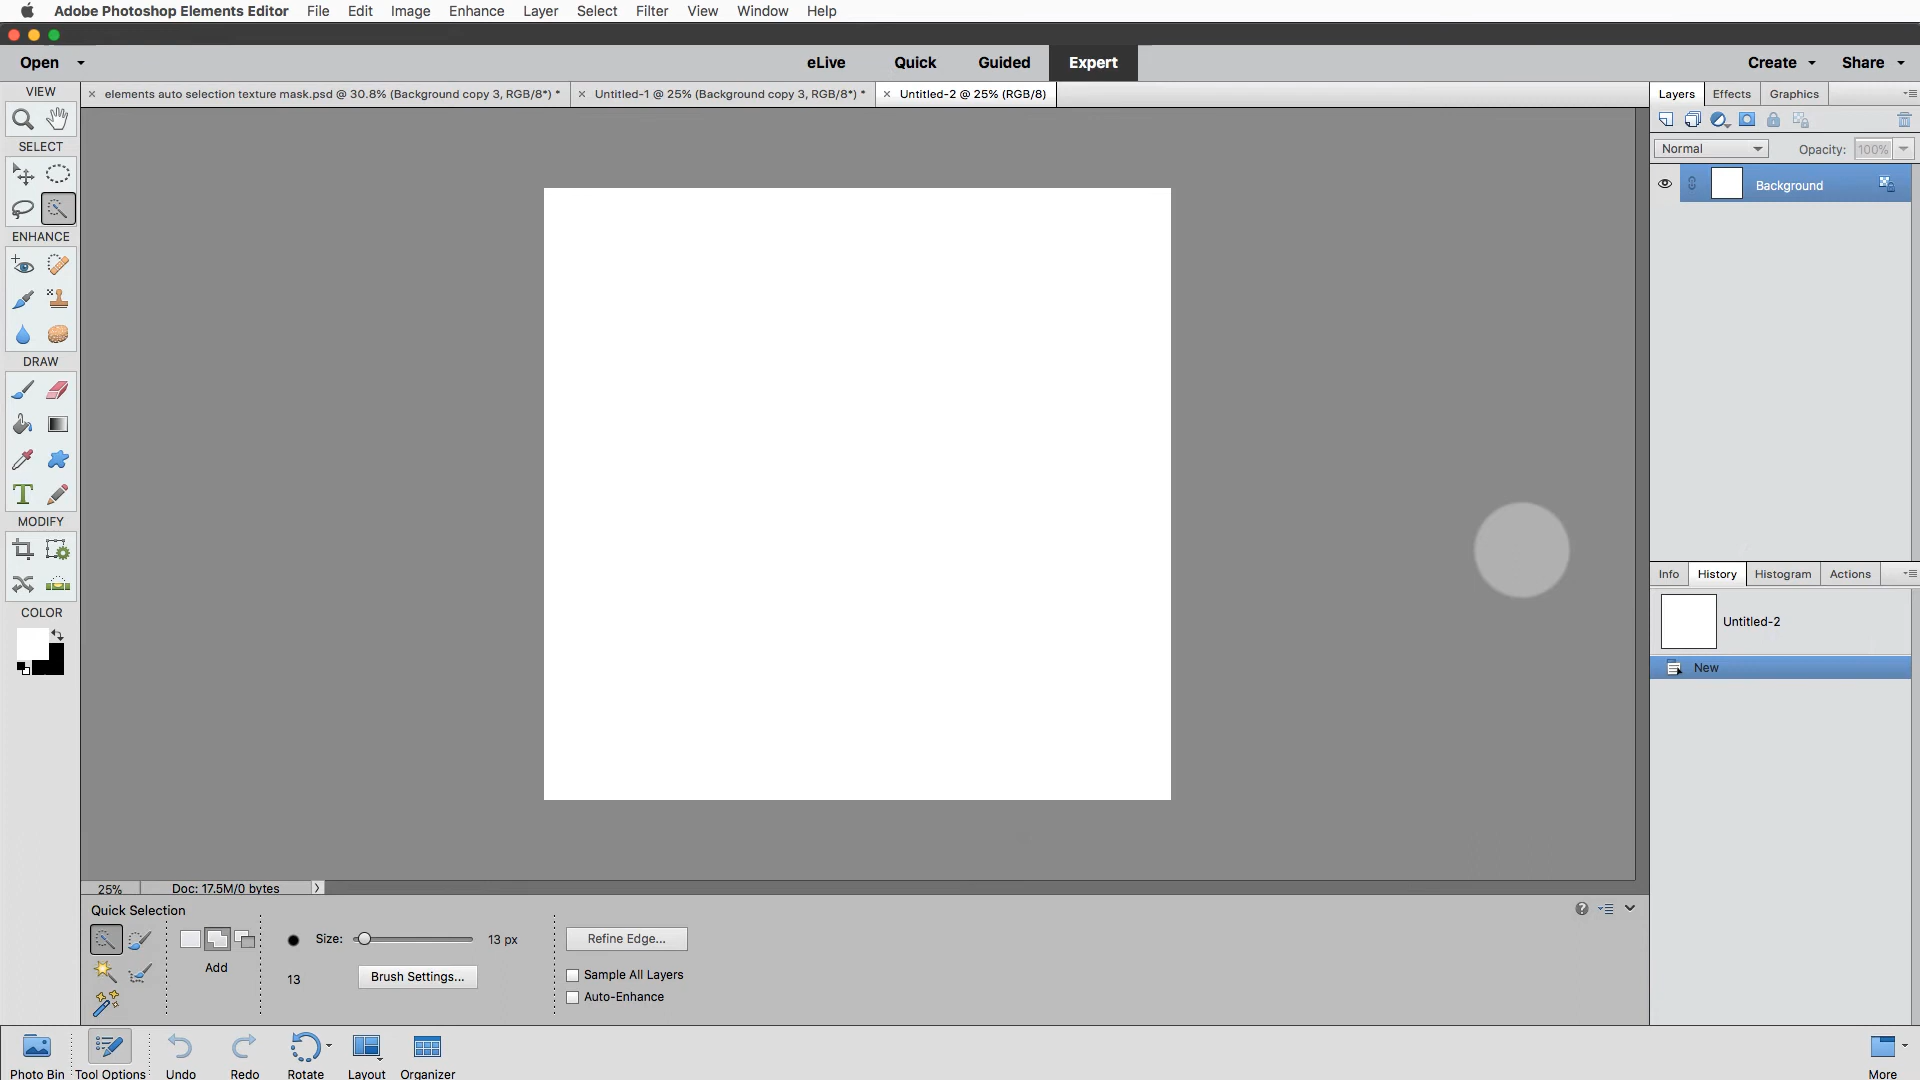 Adobe Photoshop Elements Editor File Edit Image Enhance Layer Select Filter View Window Help
Open eLive Quick Guided Expert Create Share
VIEW
elements auto selection texture mask.psd @ 30.8% (Background copy 3, RGB/8*) *
Untitled-1 @ 25% (Background copy 3, RGB/8*) *
Untitled-2 @ 25% (RGB/8)
Layers Effects Graphics
Normal Opacity: 100%
Background
SELECT
ENHANCE
DRAW
T
MODIFY
COLOR
Info History Histogram Actions
Untitled-2
New
25% Doc: 17.5M/0 bytes
Quick Selection
Size: 13 px
Add
13
Brush Settings...
Refine Edge...
Sample All Layers
Auto-Enhance
Photo Bin Tool Options Undo Redo Rotate Layout Organizer More